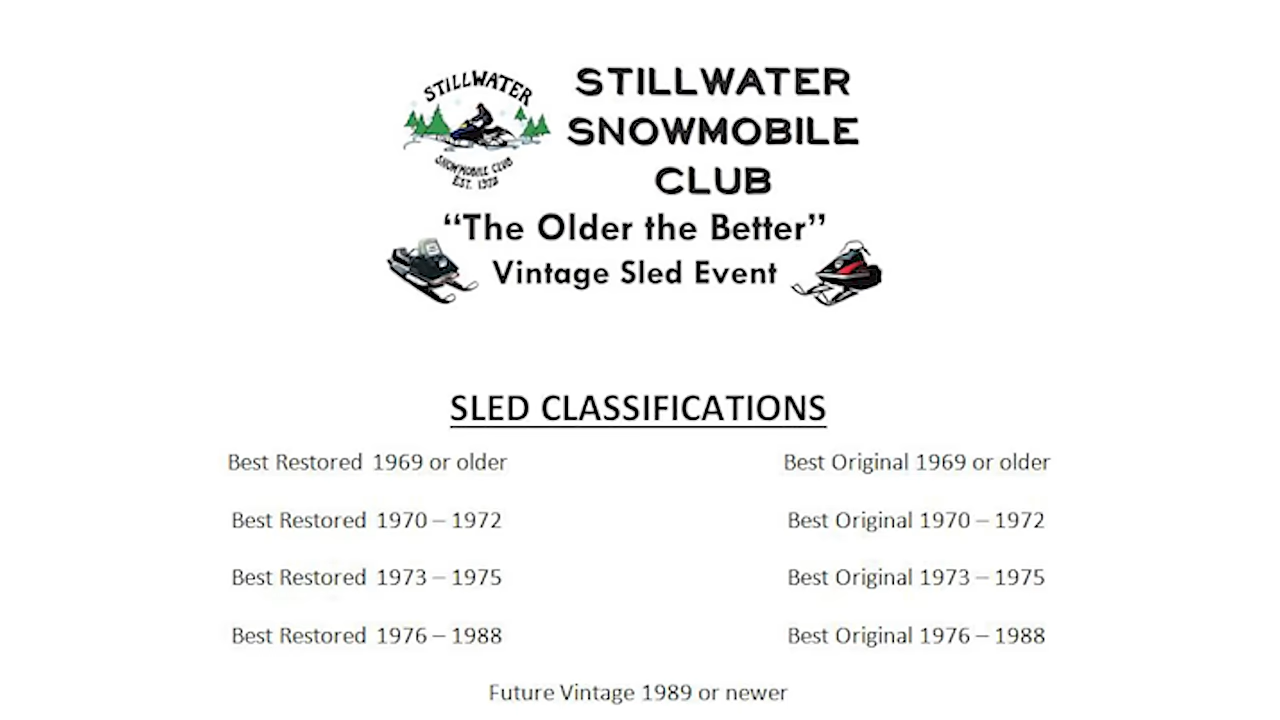 STILLWATER
SNOWMOBILE CLUB
EST. 1973
STILLWATER
SNOWMOBILE
CLUB
“The Older the Better”
Vintage Sled Event
SLED CLASSIFICATIONS
Best Restored 1969 or older
Best Original 1969 or older
Best Restored 1970 – 1972
Best Original 1970 – 1972
Best Restored 1973 – 1975
Best Original 1973 – 1975
Best Restored 1976 – 1988
Best Original 1976 – 1988
Future Vintage 1989 or newer